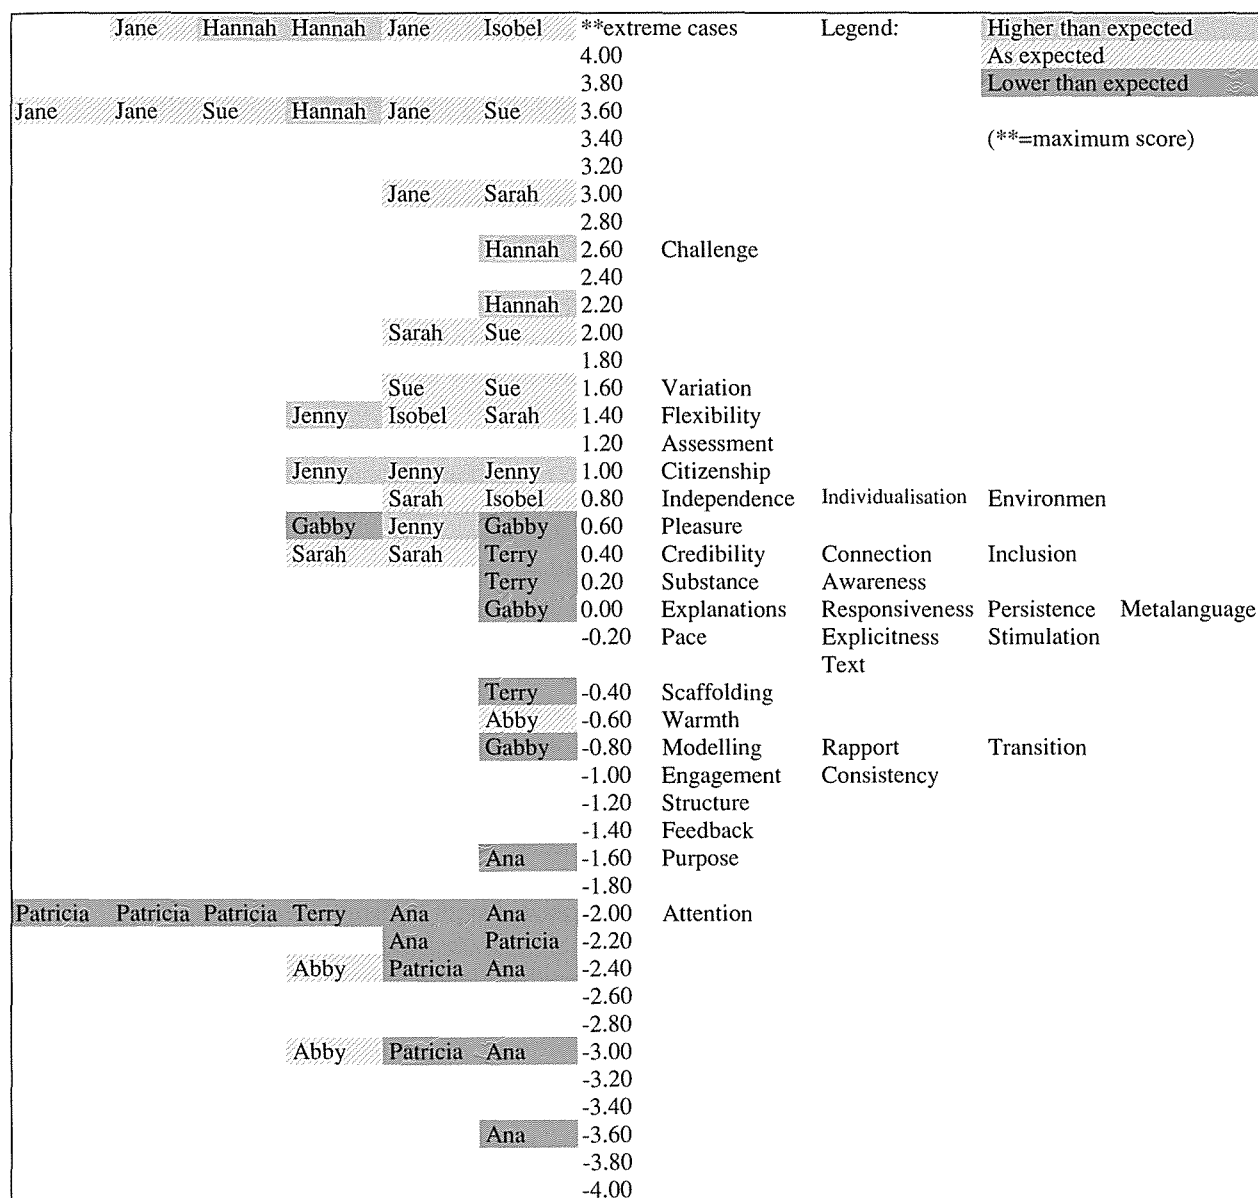 Jane Hannah Hannah Jane Isobel **extreme cases Legend: Higher than expected
4.00 As expected
3.80 Lower than expected
Jane Jane Sue Hannah Jane Sue 3.60
3.40 (**=maximum score)
3.20
Jane Sarah 3.00
2.80
Hannah 2.60 Challenge
2.40
Hannah 2.20
Sarah Sue 2.00
1.80
Sue Sue 1.60 Variation
Jenny Isobel Sarah 1.40 Flexibility
1.20 Assessment
Jenny Jenny Jenny 1.00 Citizenship
Sarah Isobel 0.80 Independence Individualisation Environmen
Gabby Jenny Gabby 0.60 Pleasure
Sarah Sarah Terry 0.40 Credibility Connection Inclusion
Terry 0.20 Substance Awareness
Gabby 0.00 Explanations Responsiveness Persistence Metalanguage
-0.20 Pace Explicitness Stimulation
Text
Terry -0.40 Scaffolding
Abby -0.60 Warmth
Gabby -0.80 Modelling Rapport Transition
-1.00 Engagement Consistency
-1.20 Structure
-1.40 Feedback
Ana -1.60 Purpose
-1.80
Patricia Patricia Patricia Terry Ana Ana -2.00 Attention
Ana Patricia -2.20
Abby Patricia Ana -2.40
-2.60
-2.80
Abby Patricia Ana -3.00
-3.20
-3.40
Ana -3.60
-3.80
-4.00